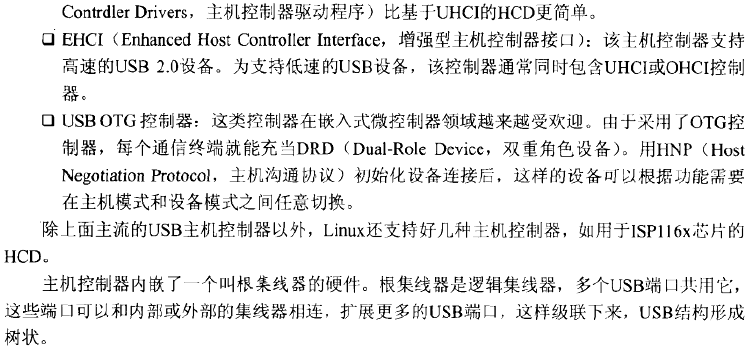 Contrdler Drivers，主机控制器驱动程序）比基于UHCI的HCD更简单。
❑ EHCI（Enhanced Host Controller Interface，增强型主机控制器接口）：该主机控制器支持
高速的USB 2.0设备。为支持低速的USB设备，该控制器通常同时包含UHCI或OHCI控制
器。
❑ USB OTG 控制器：这类控制器在嵌入式微控制器领域越来越受欢迎。由于采用了OTG控
制器，每个通信终端就能充当DRD（Dual-Role Device，双重角色设备）。用HNP（Host
Negotiation Protocol，主机沟通协议）初始化设备连接后，这样的设备可以根据功能需要
在主机模式和设备模式之间任意切换。
除上面主流的USB主机控制器以外，Linux还支持好几种主机控制器，如用于ISP116x芯片的
HCD。
主机控制器内嵌了一个叫根集线器的硬件。根集线器是逻辑集线器，多个USB端口共用它，
这些端口可以和内部或外部的集线器相连，扩展更多的USB端口，这样级联下来，USB结构形成
树状。